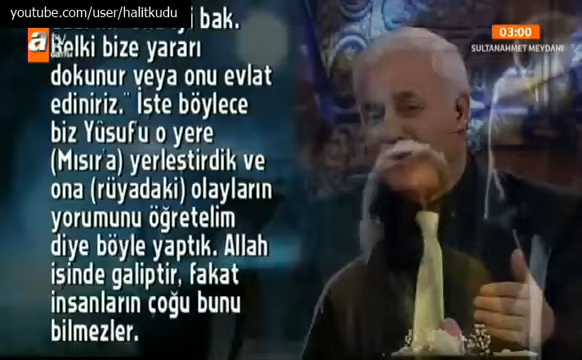 youtube.com/user/halitkudu
bak.
Belki bize yararı
dokunur veya onu evlat
ediniriz." İste böylece
biz Yûsuf'u o yere
(Mısır'a) yerleştirdik ve
ona (rüyadaki) olayların
yorumunu öğretelim
diye böyle yaptık. Allah
işinde galiptir, fakat
insanların çoğu bunu
bilmezler.
a
03:00
SULTANAHMET MEYDANI